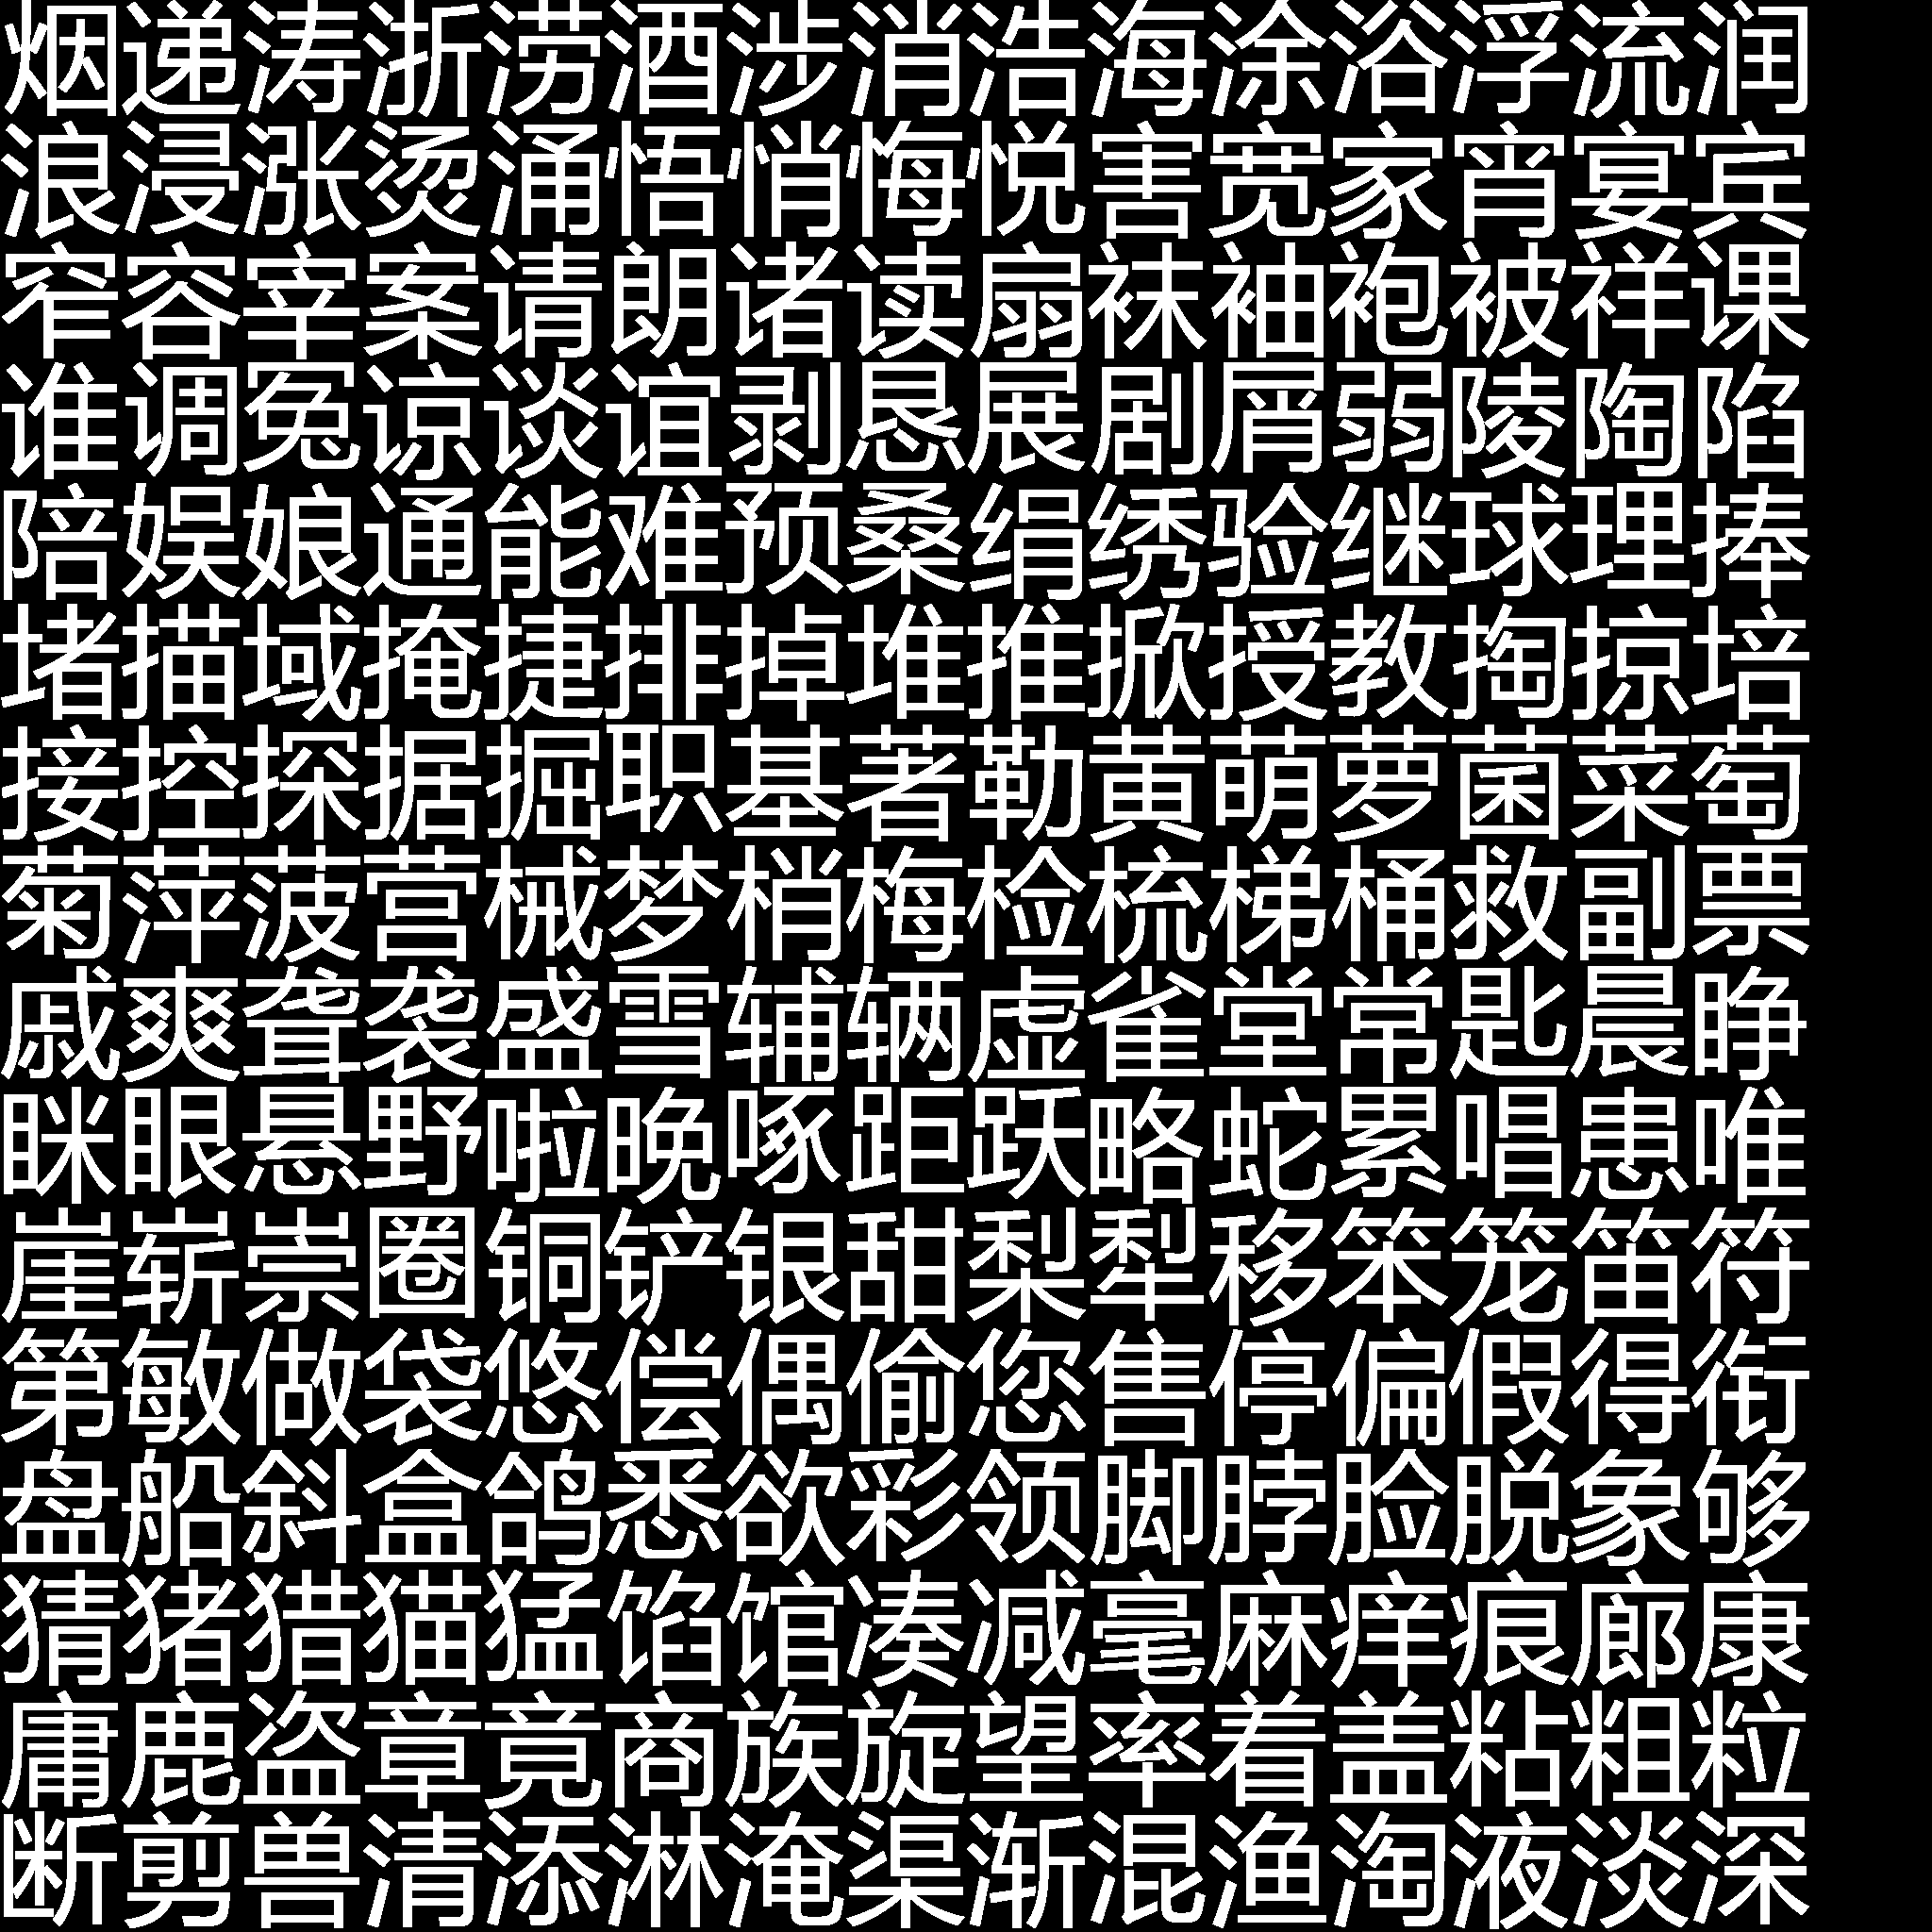 烟递涛浙涝酒涉消浩海涂浴浮流润
浪浸涨烫涌悟悄悔悦害宽家宵宴宾
窄容宰案请朗诸读扇袜袖袍被祥课
谁调冤谅谈谊剥恳展剧屑弱陵陶陷
陪娱娘通能难预桑绢绣验继球理捧
堵描域掩捷排掉堆推掀授教掏掠培
接控探据掘职基著勒黄萌萝菌菜萄
菊萍菠营械梦梢梅检梳梯桶救副票
戚爽聋袭盛雪辅辆虚雀堂常匙晨睁
眯眼悬野啦晚啄距跃略蛇累唱患唯
崖崭崇圈铜铲银甜梨犁移笨笼笛符
第敏做袋悠偿偶偷您售停偏假得衔
盘船斜盒鸽悉欲彩领脚脖脸脱象够
猜猪猎猫猛馅馆凑减毫麻痒痕廊康
庸鹿盗章竟商族旋望率着盖粘粗粒
断剪兽清添淋淹渠渐混渔淘液淡深